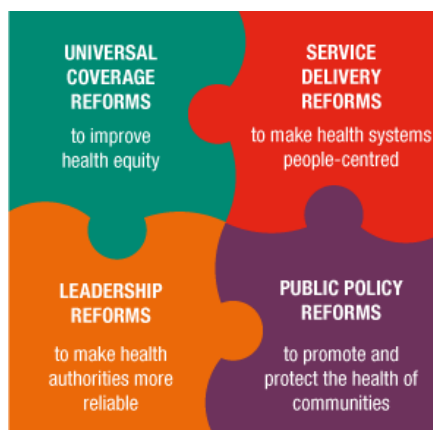 UNIVERSAL
COVERAGE
REFORMS
to improve
health equity
SERVICE
DELIVERY
REFORMS
to make health systems
people-centred
LEADERSHIP
REFORMS
to make health
authorities more
reliable
PUBLIC POLICY
REFORMS
to promote and
protect the health of
communities